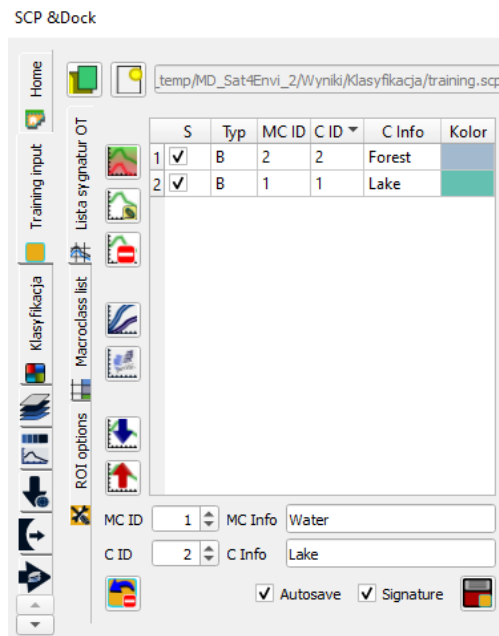 SCP &Dock
Home
Training input
Klasyfikacja
_temp/MD_Sat4Envi_2/Wyniki/Klasyfikacja/training.scp
Lista sygnatur OT
Macroclass list
ROI options
S Typ MC ID C ID C Info Kolor
1 B 2 2 Forest
2 B 1 1 Lake
MC ID 1 MC Info Water
C ID 2 C Info Lake
Autosave Signature